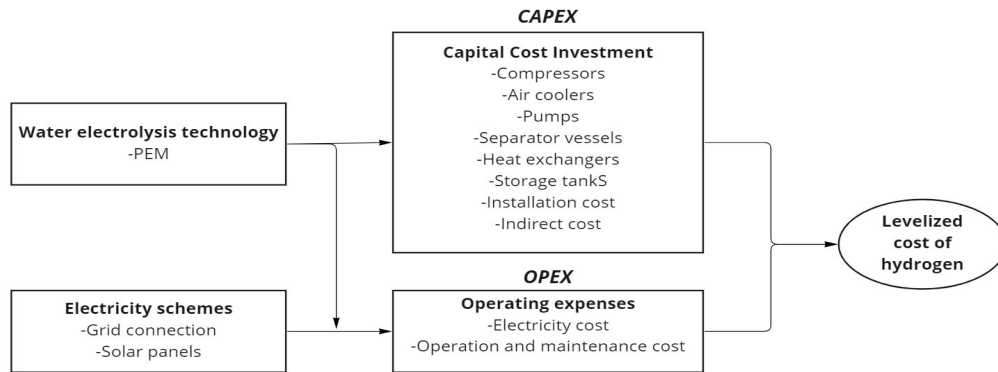 CAPEX
Capital Cost Investment
-Compressors
-Air coolers
-Pumps
-Separator vessels
-Heat exchangers
-Storage tankS
-Installation cost
-Indirect cost
Water electrolysis technology
-PEM
Levelized
cost of
hydrogen
OPEX
Electricity schemes
-Grid connection
-Solar panels
Operating expenses
-Electricity cost
-Operation and maintenance cost